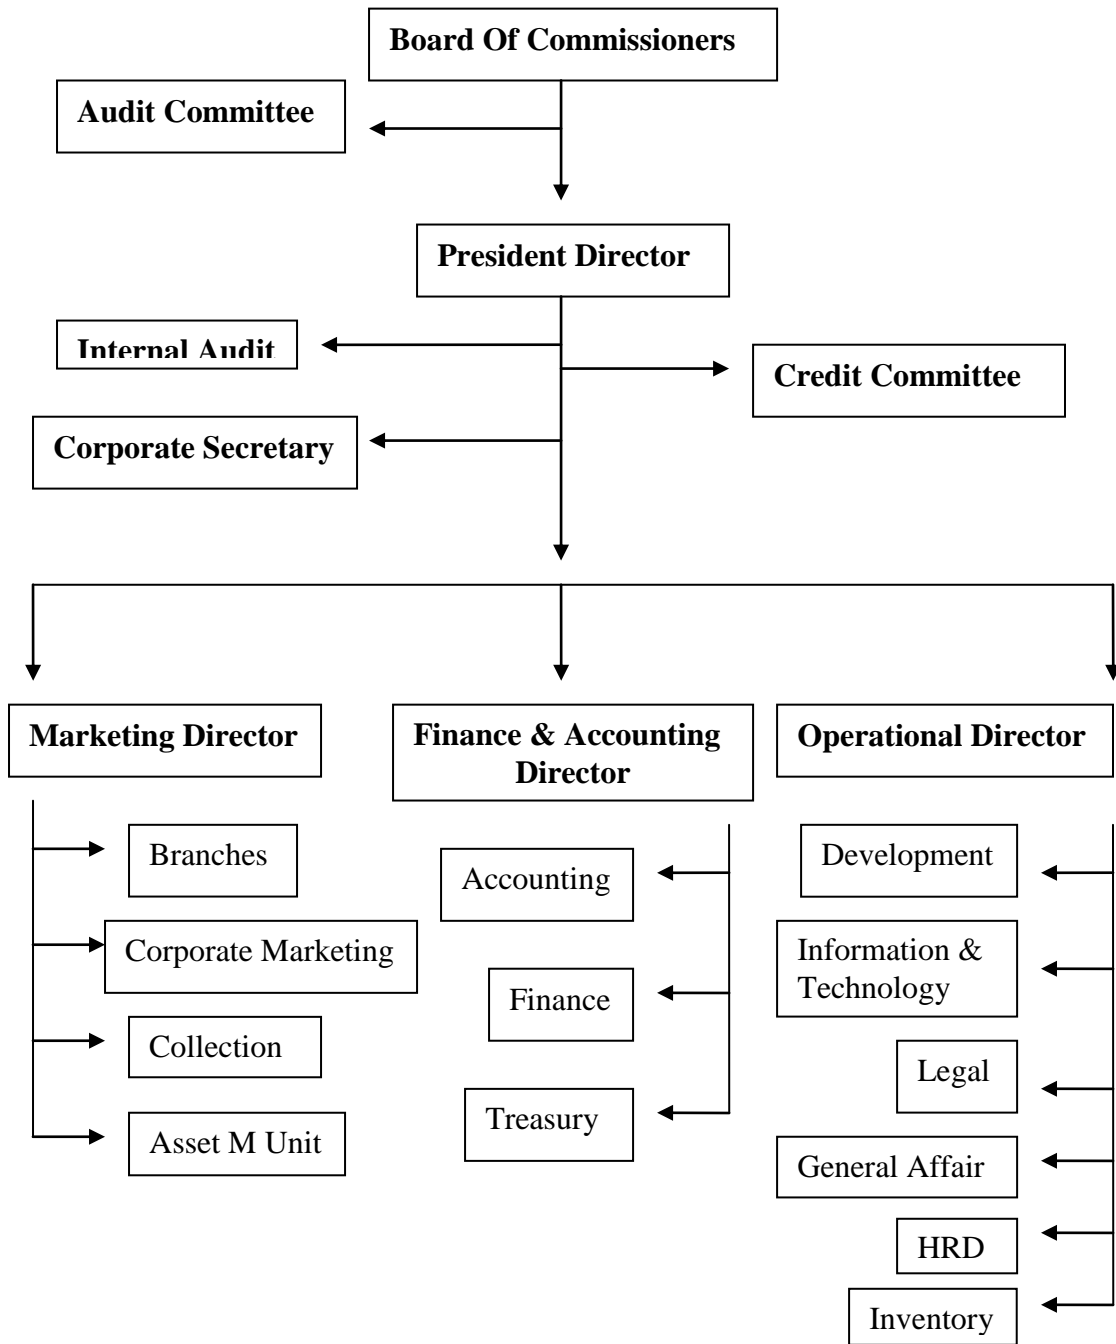 Board Of Commissioners
Audit Committee
President Director
Internal Audit
Credit Committee
Corporate Secretary
Marketing Director
Finance & Accounting
Director
Operational Director
Branches
Corporate Marketing
Collection
Asset M Unit
Accounting
Finance
Treasury
Development
Information &
Technology
Legal
General Affair
HRD
Inventory